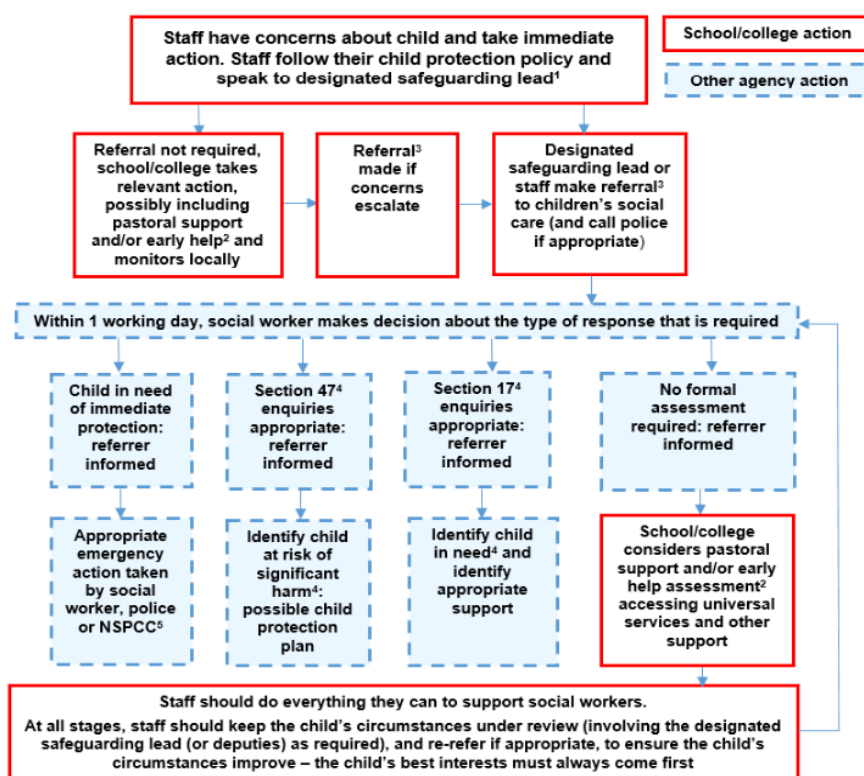 Staff have concerns about child and take immediate
action. Staff follow their child protection policy and
speak to designated safeguarding lead¹
School/college action
Other agency action
Referral not required,
school/college takes
relevant action,
possibly including
pastoral support
and/or early help² and
monitors locally
Referral³
made if
concerns
escalate
Designated
safeguarding lead or
staff make referral³
to children’s social
care (and call police
if appropriate)
Within 1 working day, social worker makes decision about the type of response that is required
Child in need
of immediate
protection:
referrer
informed
Section 47⁴
enquiries
appropriate:
referrer
informed
Section 17⁴
enquiries
appropriate:
referrer
informed
No formal
assessment
required: referrer
informed
Appropriate
emergency
action taken
by social
worker, police
or NSPCC⁵
Identify child
at risk of
significant
harm⁴:
possible child
protection
plan
Identify child
in need⁴ and
identify
appropriate
support
School/college
considers pastoral
support and/or early
help assessment²
accessing universal
services and other
support
Staff should do everything they can to support social workers.
At all stages, staff should keep the child’s circumstances under review (involving the designated
safeguarding lead (or deputies) as required), and re-refer if appropriate, to ensure the child’s
circumstances improve – the child’s best interests must always come first